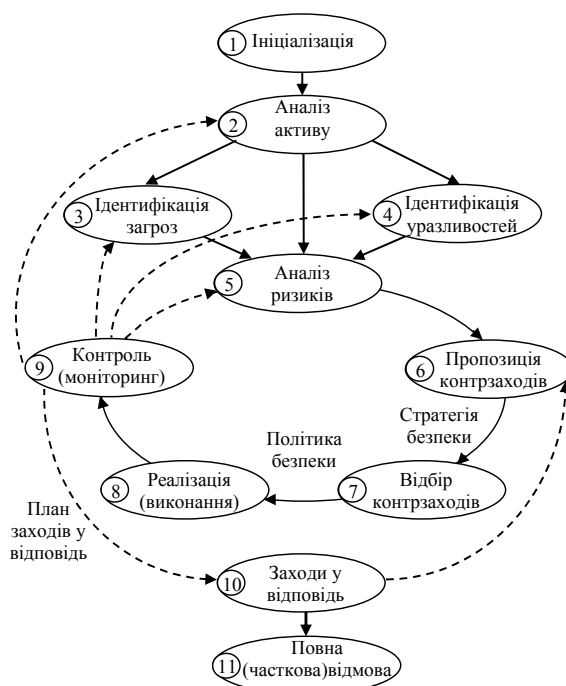 1 Ініціалізація
2 Аналіз
активу
3 Ідентифікація
загроз
4 Ідентифікація
уразливостей
5 Аналіз
ризиків
9 Контроль
(моніторинг)
6 Пропозиція
контрзаходів
Стратегія
безпеки
Політика
безпеки
8 Реалізація
(виконання)
7 Відбір
контрзаходів
План
заходів у
відповідь
10 Заходи у
відповідь
11 Повна
(часткова)відмова